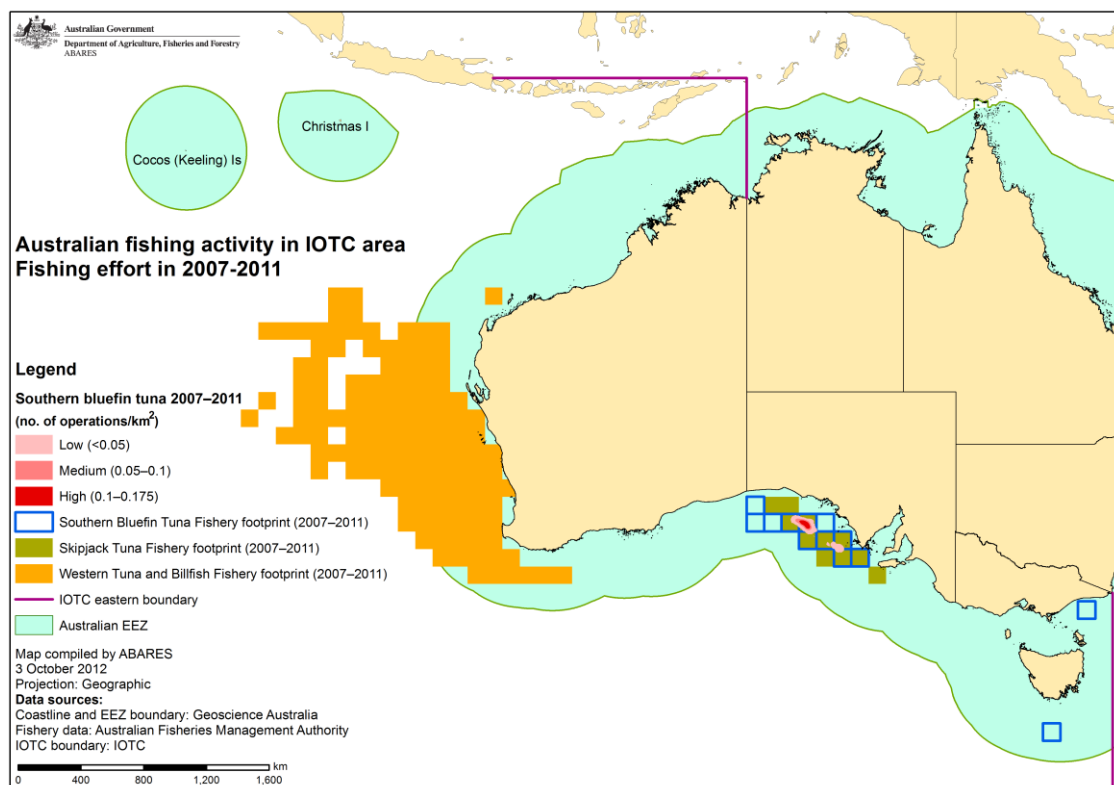 Australian Government
Department of Agriculture, Fisheries and Forestry
ABARES
Christmas I
Cocos (Keeling) Is
Australian fishing activity in IOTC area
Fishing effort in 2007-2011
Legend
Southern bluefin tuna 2007–2011
(no. of operations/km²)
Low (<0.05)
Medium (0.05–0.1)
High (0.1–0.175)
Southern Bluefin Tuna Fishery footprint (2007–2011)
Skipjack Tuna Fishery footprint (2007–2011)
Western Tuna and Billfish Fishery footprint (2007–2011)
IOTC eastern boundary
Australian EEZ
Map compiled by ABARES
3 October 2012
Projection: Geographic
Data sources:
Coastline and EEZ boundary: Geoscience Australia
Fishery data: Australian Fisheries Management Authority
IOTC boundary: IOTC
km
0 400 800 1,200 1,600